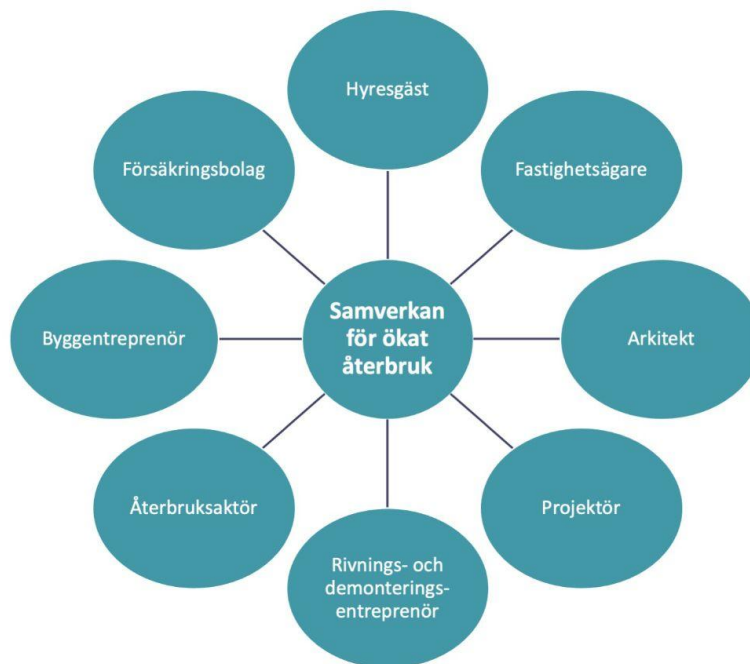 Hyresgäst
Försäkringsbolag
Fastighetsägare
Samverkan
för ökat
återbruk
Byggentreprenör
Arkitekt
Återbruksaktör
Projektör
Rivnings- och
demonterings-
entreprenör